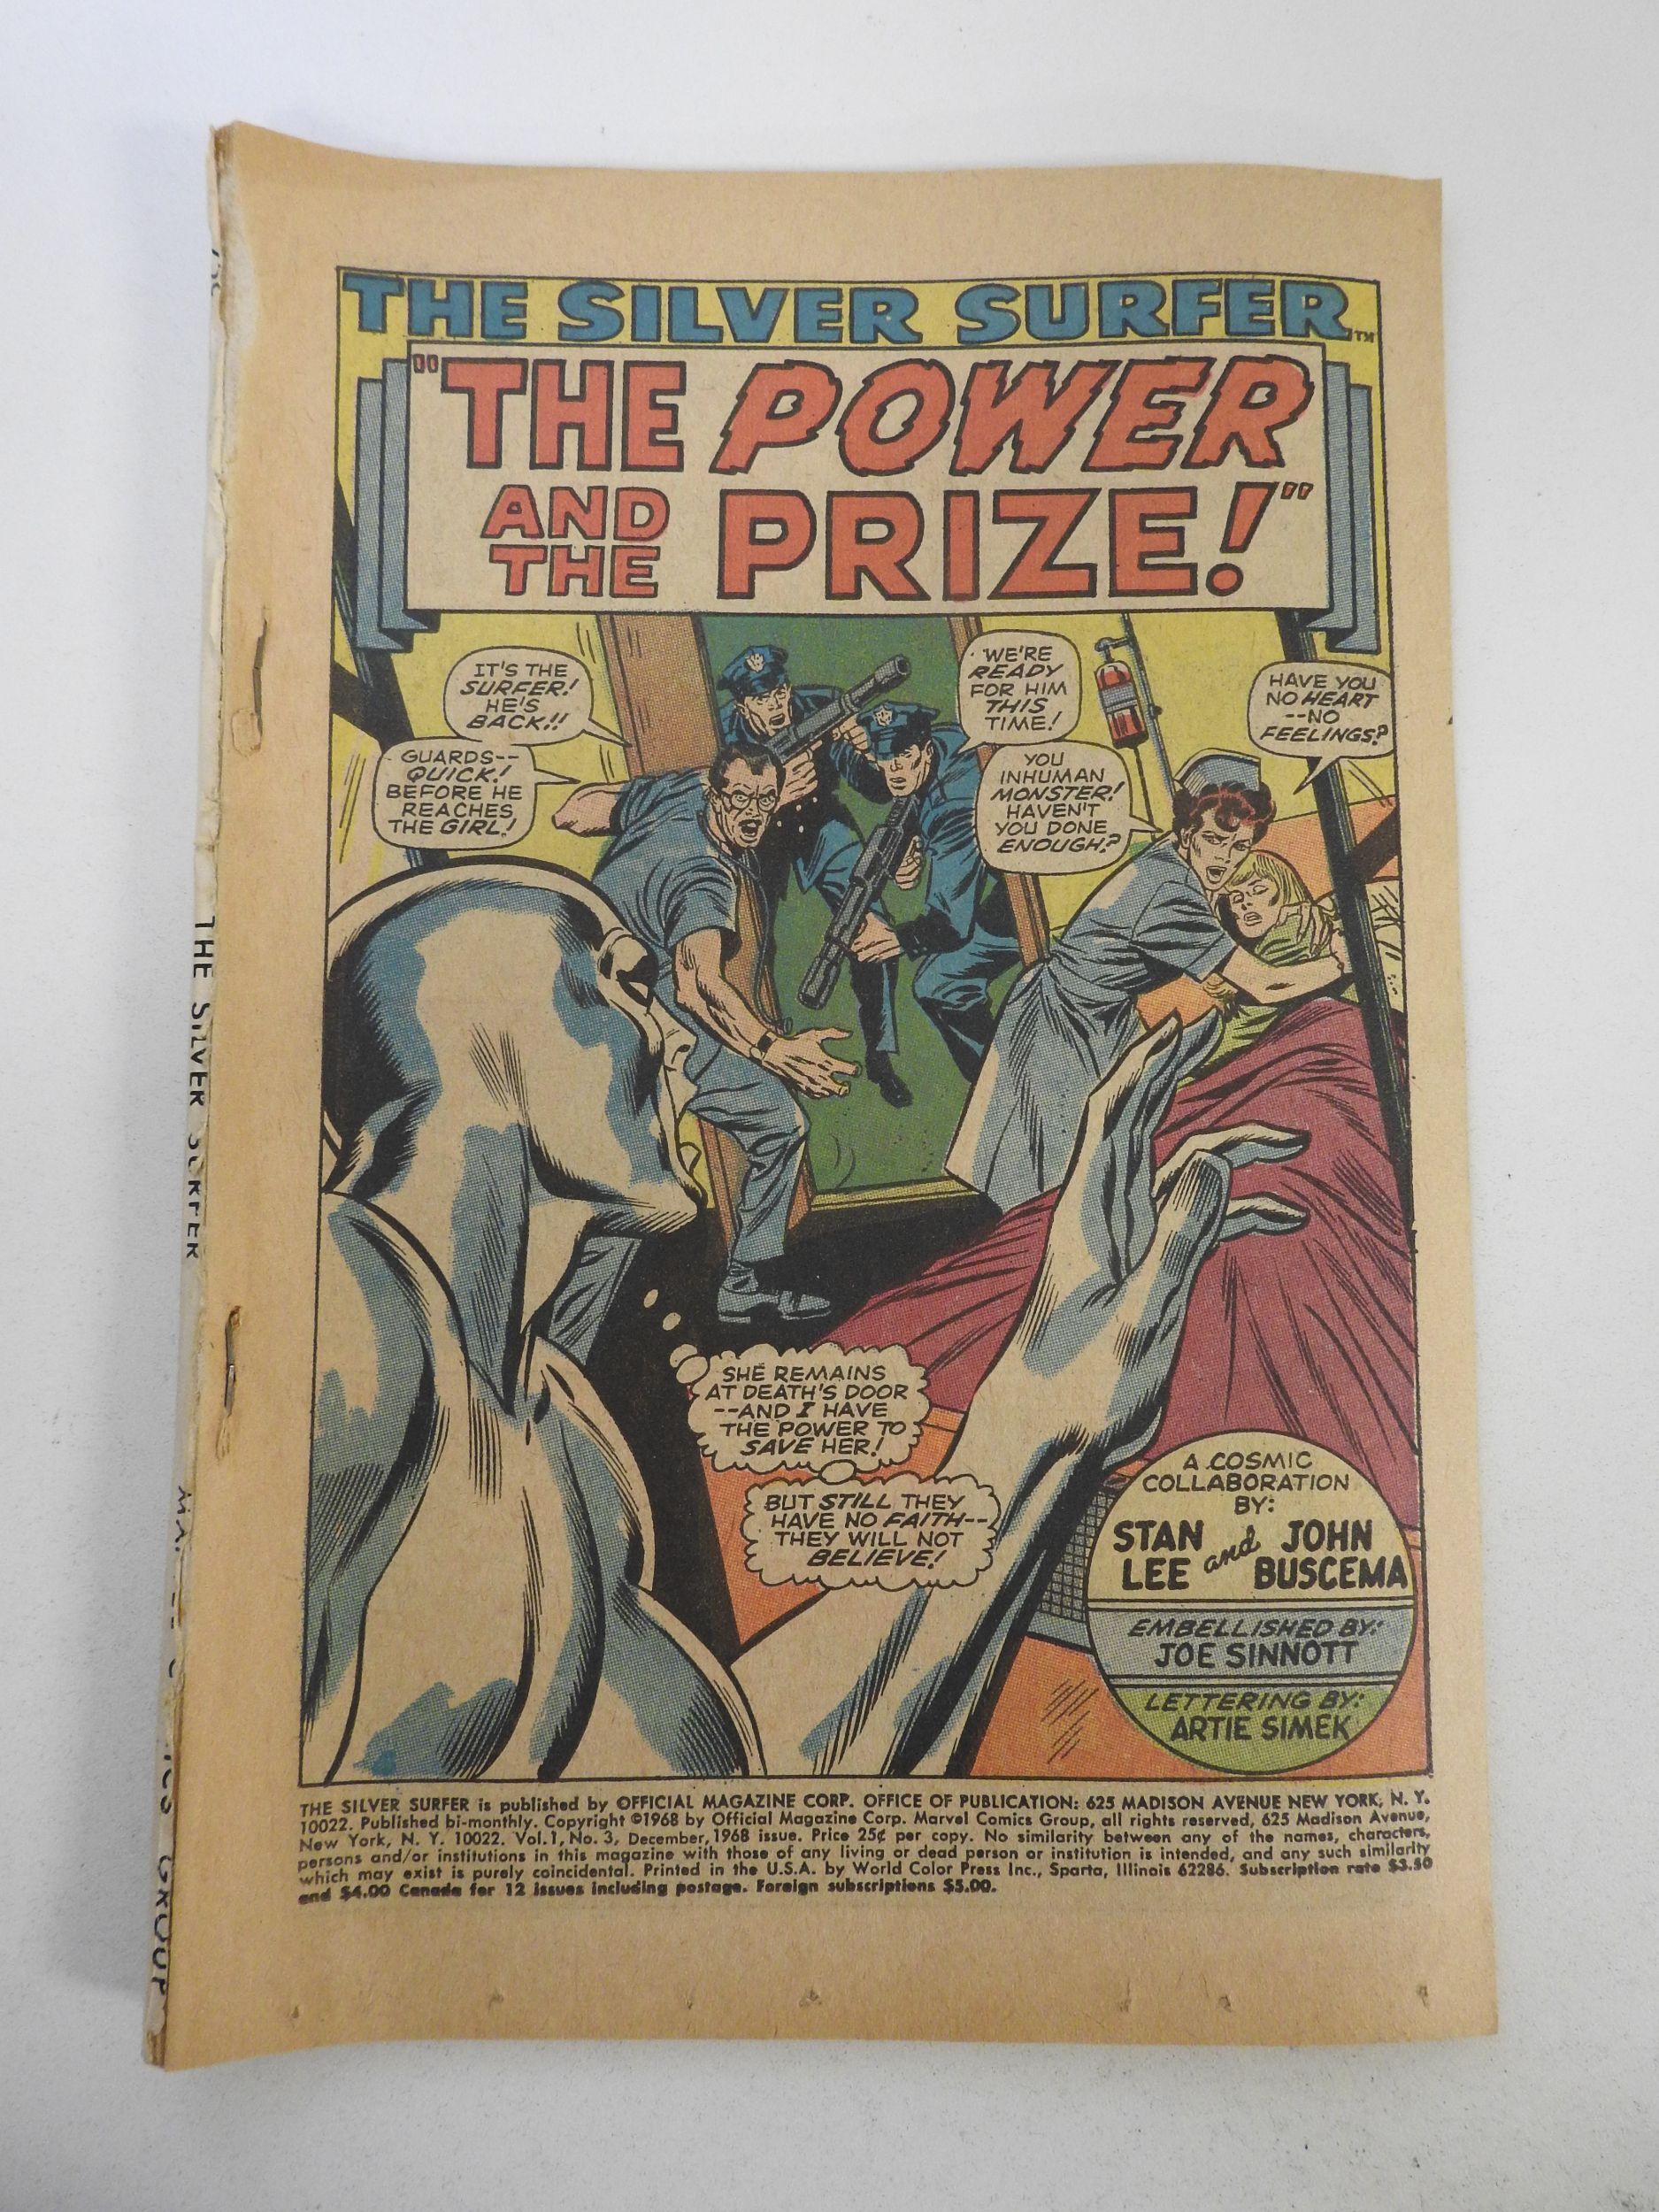 THE SILVER SURFER™
"THE POWER
AND
THE
PRIZE!"
IT'S THE
SURFER!
HE'S
BACK!!
GUARDS--
QUICK!
BEFORE HE
REACHES
THE GIRL!
WE'RE
READY
FOR HIM
THIS
TIME!
YOU
INHUMAN
MONSTER!
HAVEN'T
YOU DONE
ENOUGH?
HAVE YOU
NO HEART
--NO
FEELINGS?
SHE REMAINS
AT DEATH'S DOOR
--AND I HAVE
THE POWER TO
SAVE HER!
BUT STILL THEY
HAVE NO FAITH--
THEY WILL NOT
BELIEVE!
A COSMIC
COLLABORATION
BY:
STAN
LEE
and
JOHN
BUSCEMA
EMBELLISHED BY:
JOE SINNOTT
LETTERING BY:
ARTIE SIMEK
THE SILVER SURFER is published by OFFICIAL MAGAZINE CORP. OFFICE OF PUBLICATION: 625 MADISON AVENUE NEW YORK, N. Y.
10022. Published bi-monthly. Copyright ©1968 by Official Magazine Corp. Marvel Comics Group, all rights reserved, 625 Madison Avenue,
New York, N. Y. 10022. Vol. 1, No. 3, December, 1968 issue. Price 25¢ per copy. No similarity between any of the names, characters,
persons and/or institutions in this magazine with those of any living or dead person or institution is intended, and any such similarity
which may exist is purely coincidental. Printed in the U.S.A. by World Color Press Inc., Sparta, Illinois 62286. Subscription rate $3.50
and $4.00 Canada for 12 issues including postage. Foreign subscriptions $5.00.
THE SILVER SURFER
GROUP